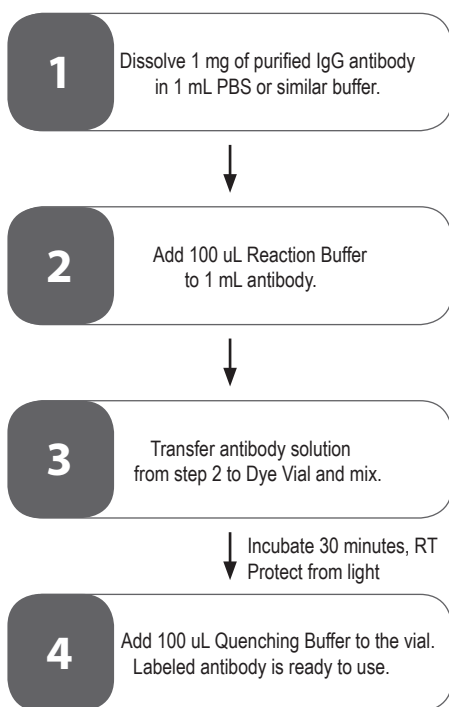 1
Dissolve 1 mg of purified IgG antibody
in 1 mL PBS or similar buffer.
2
Add 100 uL Reaction Buffer
to 1 mL antibody.
3
Transfer antibody solution
from step 2 to Dye Vial and mix.
Incubate 30 minutes, RT
Protect from light
4
Add 100 uL Quenching Buffer to the vial.
Labeled antibody is ready to use.